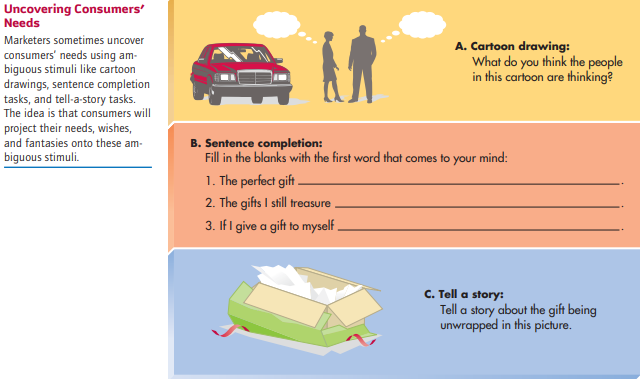 Uncovering Consumers'
Needs
Marketers sometimes uncover
consumers' needs using am-
biguous stimuli like cartoon
drawings, sentence completion
tasks, and tell-a-story tasks.
The idea is that consumers will
project their needs, wishes,
and fantasies onto these am-
biguous stimuli.
A. Cartoon drawing:
What do you think the people
in this cartoon are thinking?
B. Sentence completion:
Fill in the blanks with the first word that comes to your mind:
1. The perfect gift ______________________________.
2. The gifts I still treasure ______________________________.
3. If I give a gift to myself ______________________________.
C. Tell a story:
Tell a story about the gift being
unwrapped in this picture.